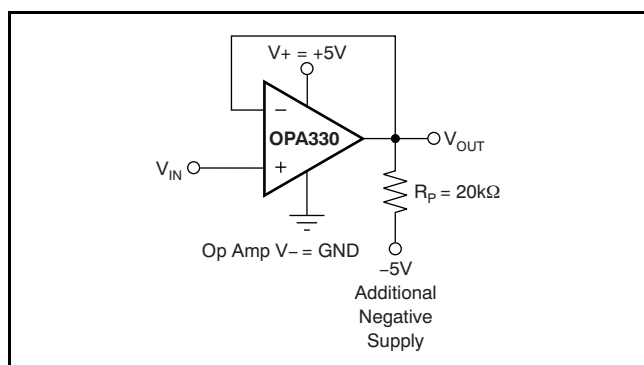 V+ = +5V
−
OPA330
+
V_IN
V_OUT
R_P = 20kΩ
Op Amp V− = GND
−5V
Additional
Negative
Supply